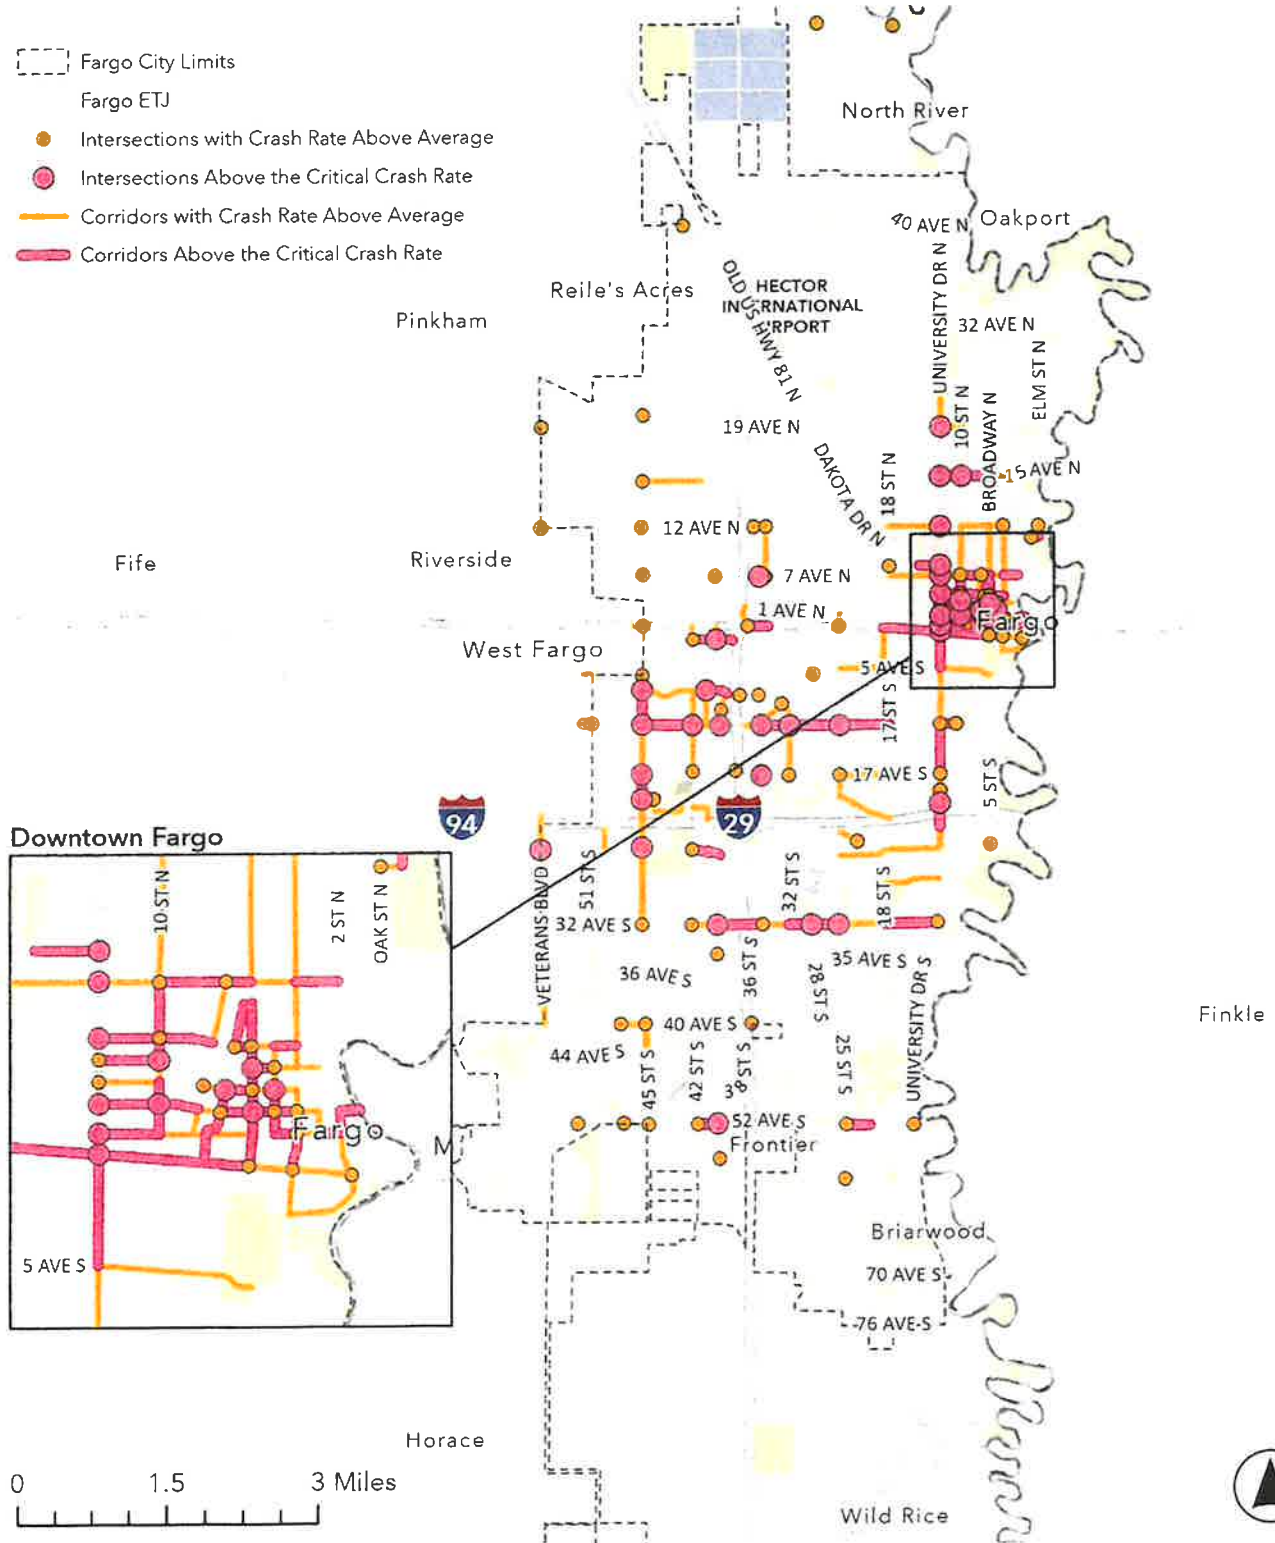 Fargo City Limits
Fargo ETJ
Intersections with Crash Rate Above Average
Intersections Above the Critical Crash Rate
Corridors with Crash Rate Above Average
Corridors Above the Critical Crash Rate
North River
40 AVE N
Oakport
UNIVERSITY DR N
Reile's Acres
OLD US HWY 81 N
HECTOR
INTERNATIONAL
AIRPORT
Pinkham
32 AVE N
ELM ST N
10 ST N
BROADWAY N
19 AVE N
DAKOTA DR N
18 ST N
15 AVE N
12 AVE N
Fife
Riverside
7 AVE N
1 AVE N
Fargo
West Fargo
5 AVE S
17 ST S
17 AVE S
5 ST S
94
29
Downtown Fargo
VETERANS BLVD
51 ST S
32 ST S
18 ST S
32 AVE S
10 ST N
2 ST N
OAK ST N
36 AVE S
36 ST S
35 AVE S
28 ST S
UNIVERSITY DR S
Finkle
40 AVE S
44 AVE S
45 ST S
42 ST S
38 ST S
25 ST S
52 AVE S
Frontier
Fargo
M
Briarwood
5 AVE S
70 AVE S
76 AVE S
Horace
0 1.5 3 Miles
Wild Rice